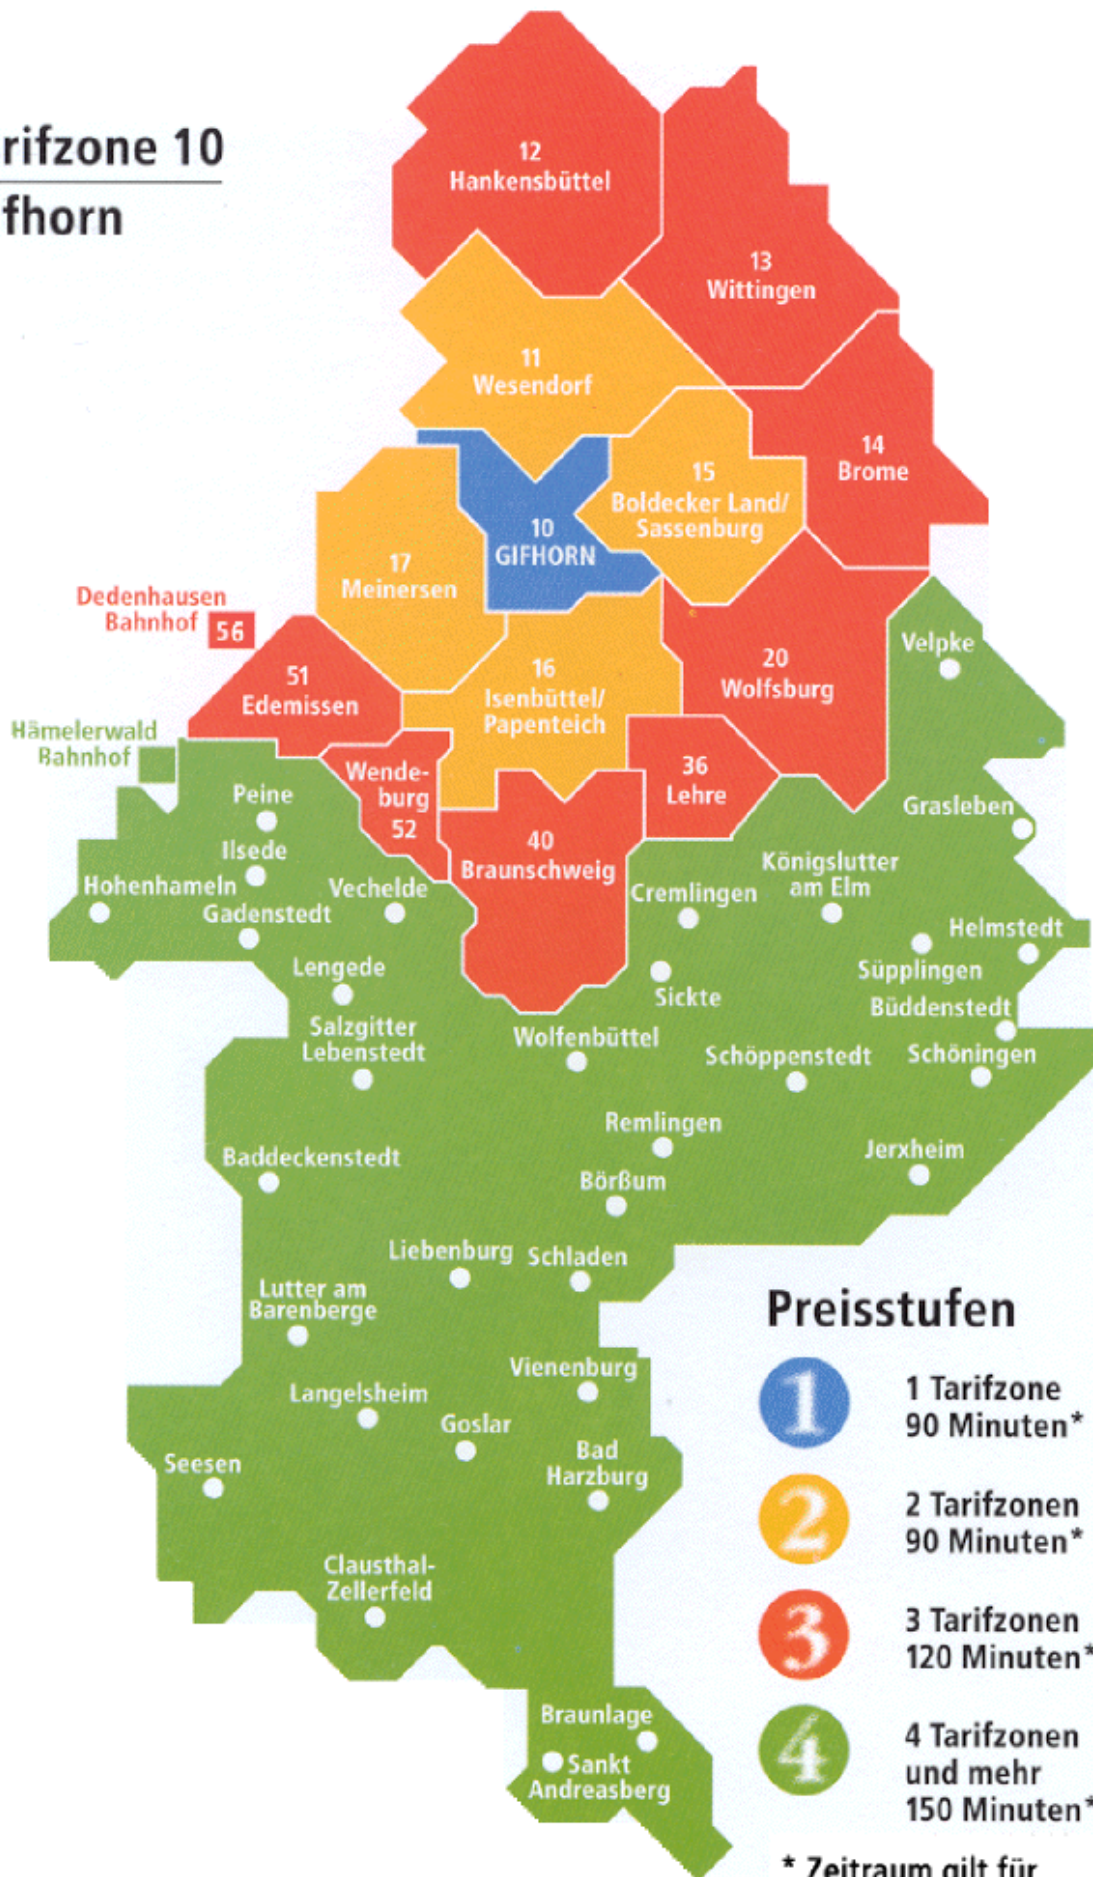 rifzone 10
fhorn
12
Hankensbüttel
13
Wittingen
11
Wesendorf
14
Brome
15
Boldecker Land/
Sassenburg
10
GIFHORN
17
Meinersen
Dedenhausen
Bahnhof
56
51
Edemissen
16
Isenbüttel/
Papenteich
20
Wolfsburg
Velpke
Hämelerwald
Bahnhof
Wende-
burg
52
36
Lehre
Peine
Grasleben
40
Braunschweig
Ilsede
Königslutter
am Elm
Hohenhameln
Vechelde
Cremlingen
Gadenstedt
Helmstedt
Lengede
Süpplingen
Sickte
Büddenstedt
Salzgitter
Lebenstedt
Wolfenbüttel
Schöppenstedt
Schöningen
Remlingen
Jerxheim
Baddeckenstedt
Börßum
Liebenburg
Schladen
Lutter am
Barenberge
Vienenburg
Langelsheim
Goslar
Bad
Harzburg
Seesen
Clausthal-
Zellerfeld
Braunlage
Sankt
Andreasberg
Preisstufen
1
1 Tarifzone
90 Minuten*
2
2 Tarifzonen
90 Minuten*
3
3 Tarifzonen
120 Minuten*
4
4 Tarifzonen
und mehr
150 Minuten*
* Zeitraum gilt für